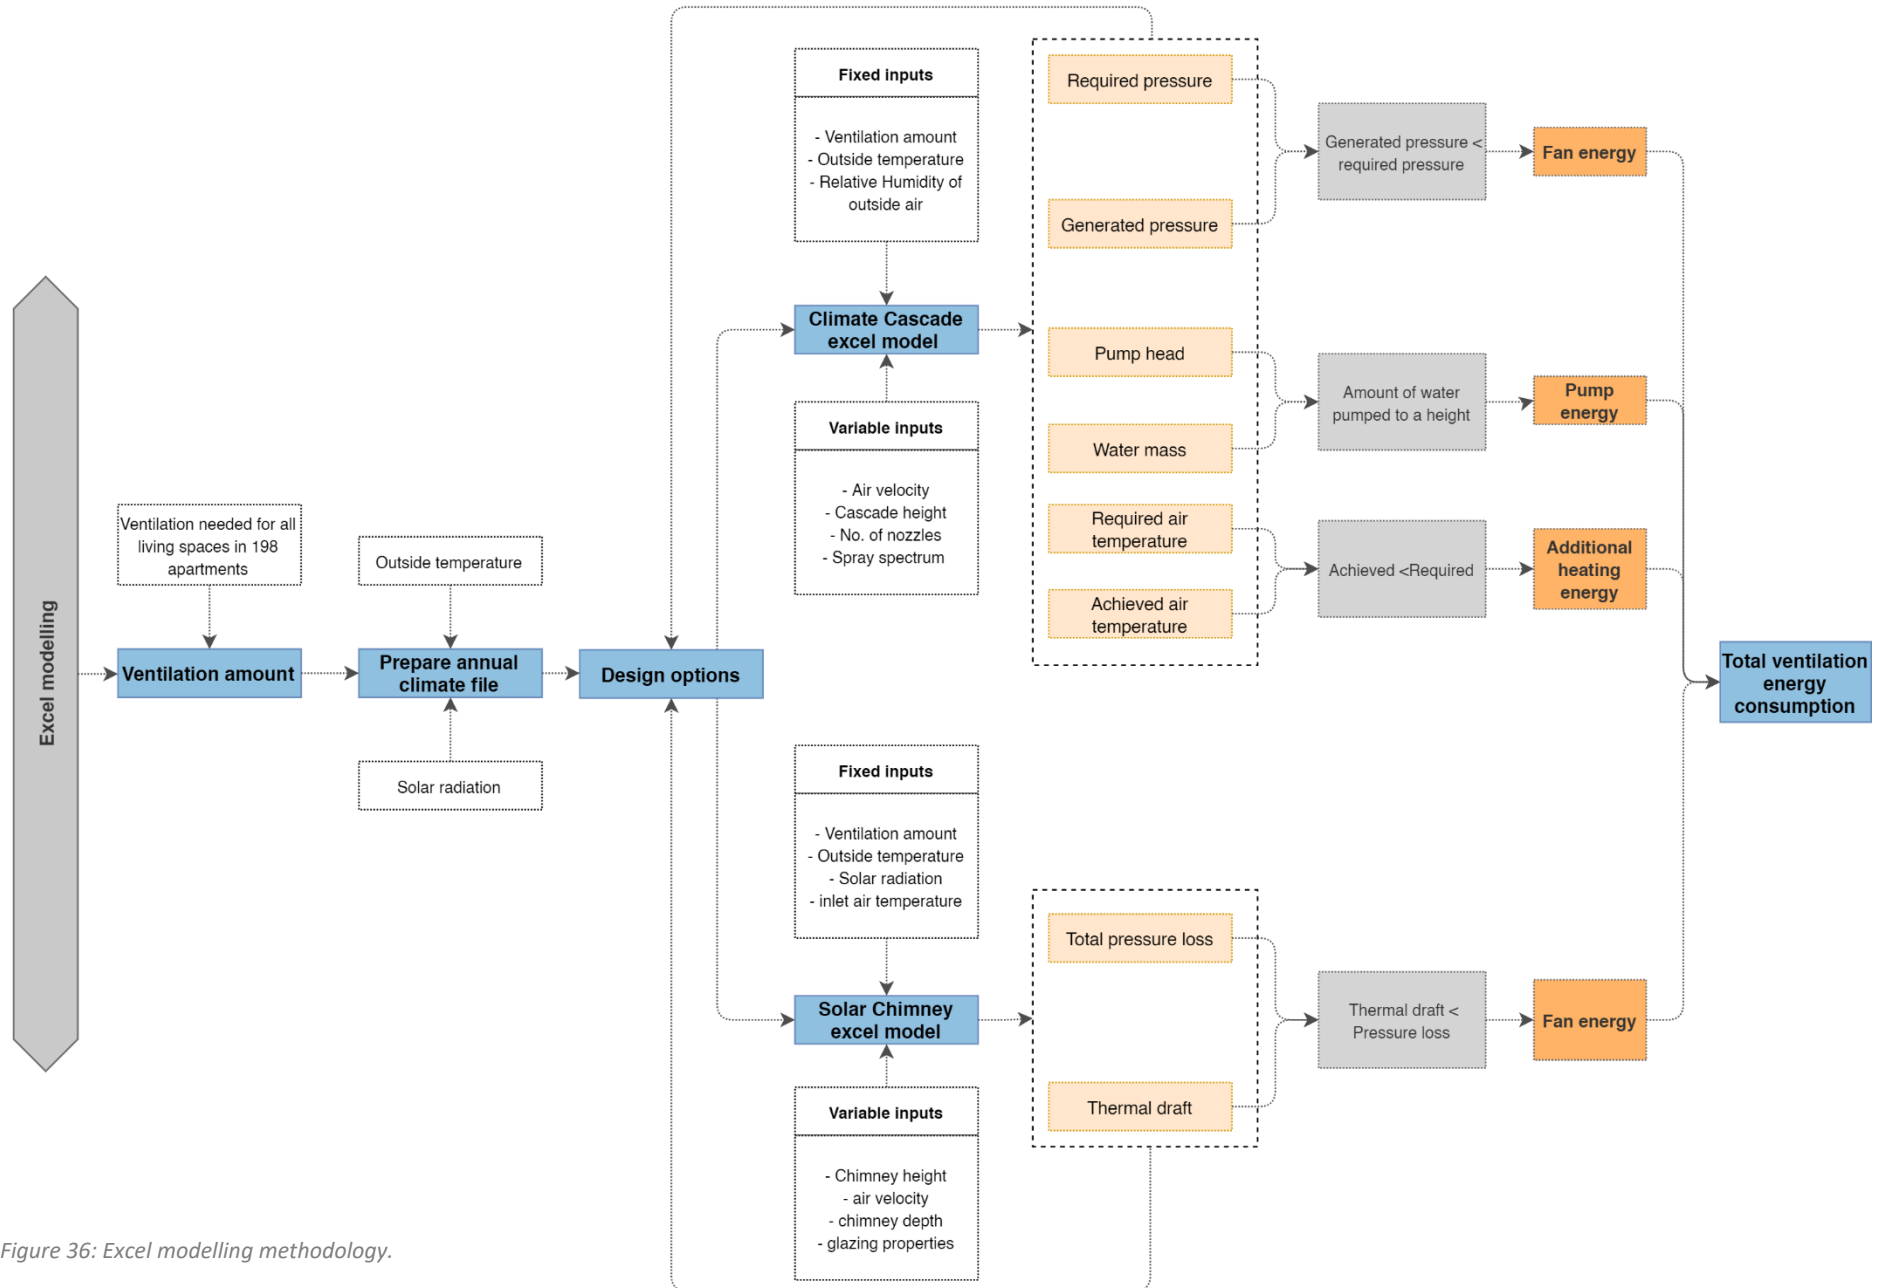 Excel modelling
Ventilation needed for all
living spaces in 198
apartments
Ventilation amount
Outside temperature
Prepare annual
climate file
Solar radiation
Design options
Fixed inputs
- Ventilation amount
- Outside temperature
- Relative Humidity of
outside air
Climate Cascade
excel model
Variable inputs
- Air velocity
- Cascade height
- No. of nozzles
- Spray spectrum
Fixed inputs
- Ventilation amount
- Outside temperature
- Solar radiation
- inlet air temperature
Solar Chimney
excel model
Variable inputs
- Chimney height
- air velocity
- chimney depth
- glazing properties
Required pressure
Generated pressure
Pump head
Water mass
Required air
temperature
Achieved air
temperature
Total pressure loss
Thermal draft
Generated pressure <
required pressure
Amount of water
pumped to a height
Achieved <Required
Thermal draft <
Pressure loss
Fan energy
Pump
energy
Additional
heating
energy
Fan energy
Total ventilation
energy
consumption
Figure 36: Excel modelling methodology.